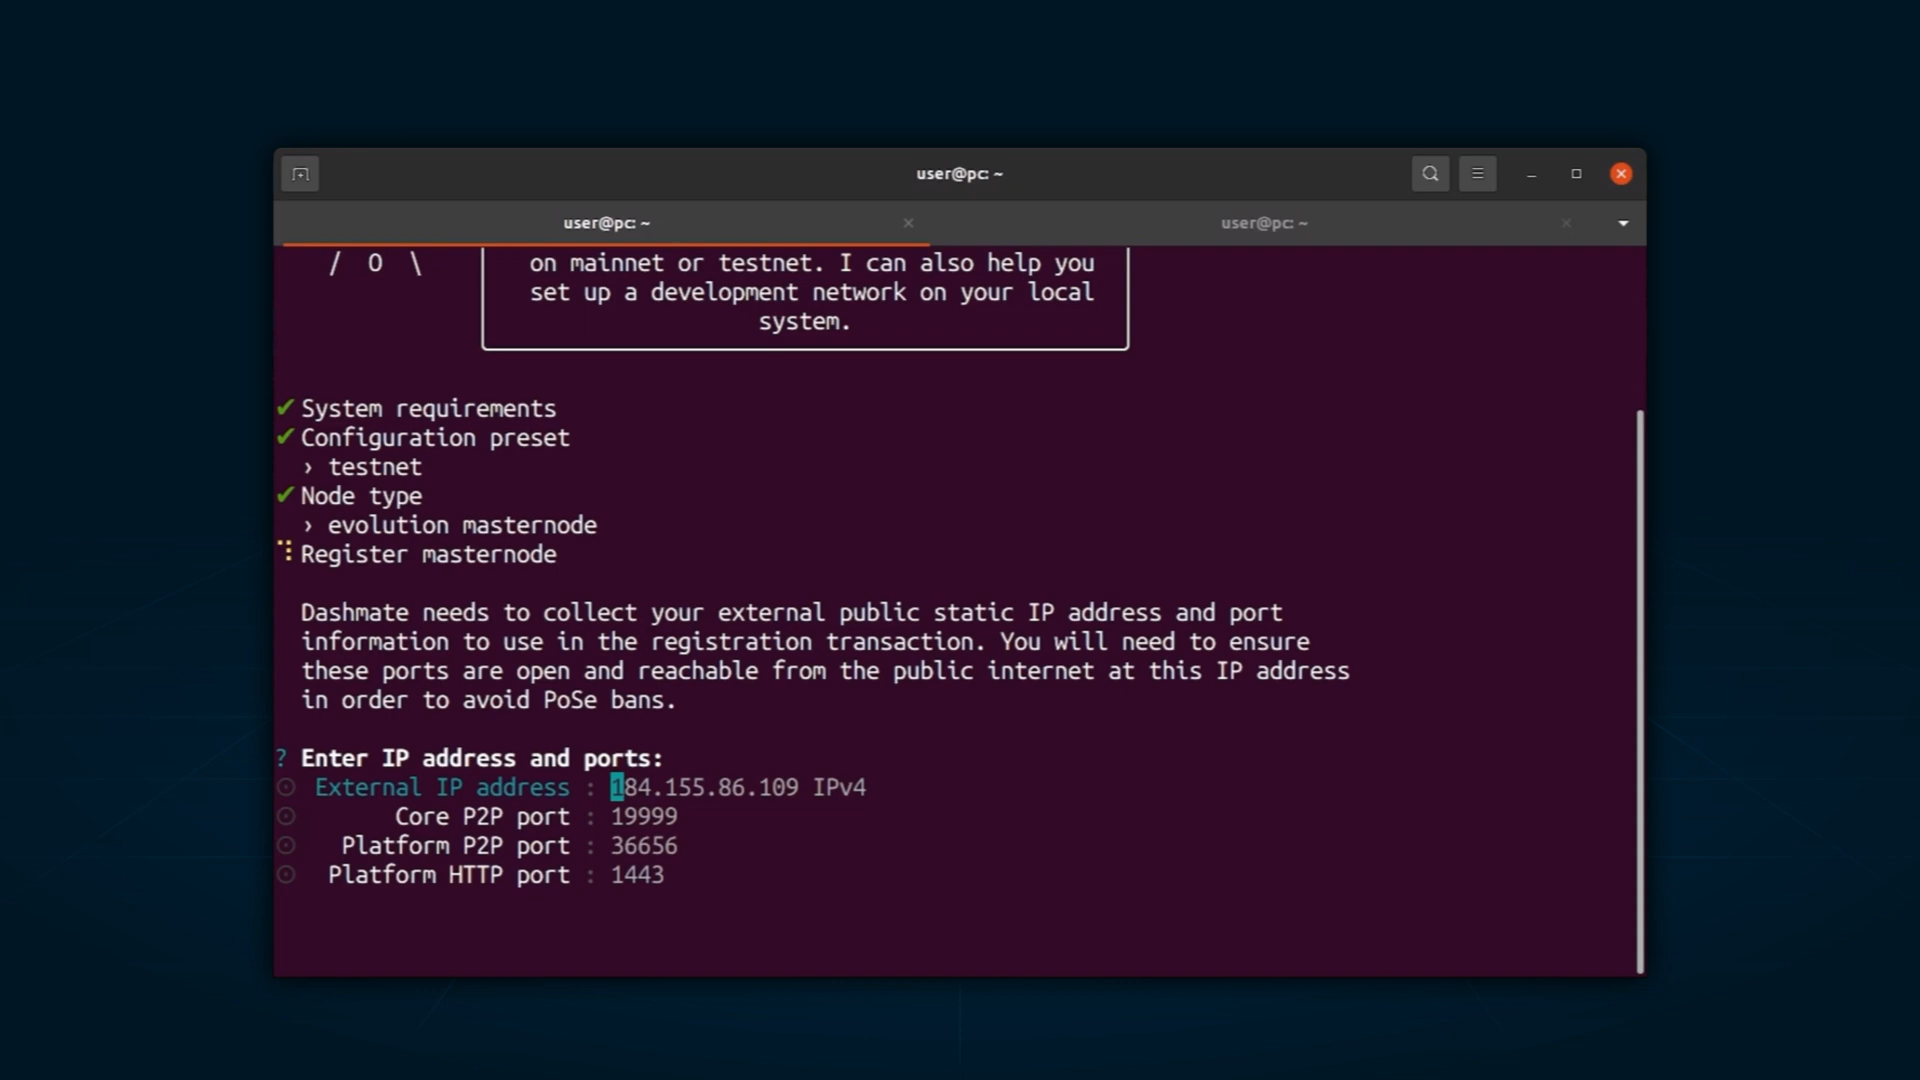 user@pc: ~
user@pc: ~
user@pc: ~
/ O \
on mainnet or testnet. I can also help you
set up a development network on your local
system.
✔ System requirements
✔ Configuration preset
› testnet
✔ Node type
› evolution masternode
⠹ Register masternode
Dashmate needs to collect your external public static IP address and port
information to use in the registration transaction. You will need to ensure
these ports are open and reachable from the public internet at this IP address
in order to avoid PoSe bans.
? Enter IP address and ports:
⊙ External IP address : 184.155.86.109 IPv4
⊙ Core P2P port : 19999
⊙ Platform P2P port : 36656
⊙ Platform HTTP port : 1443